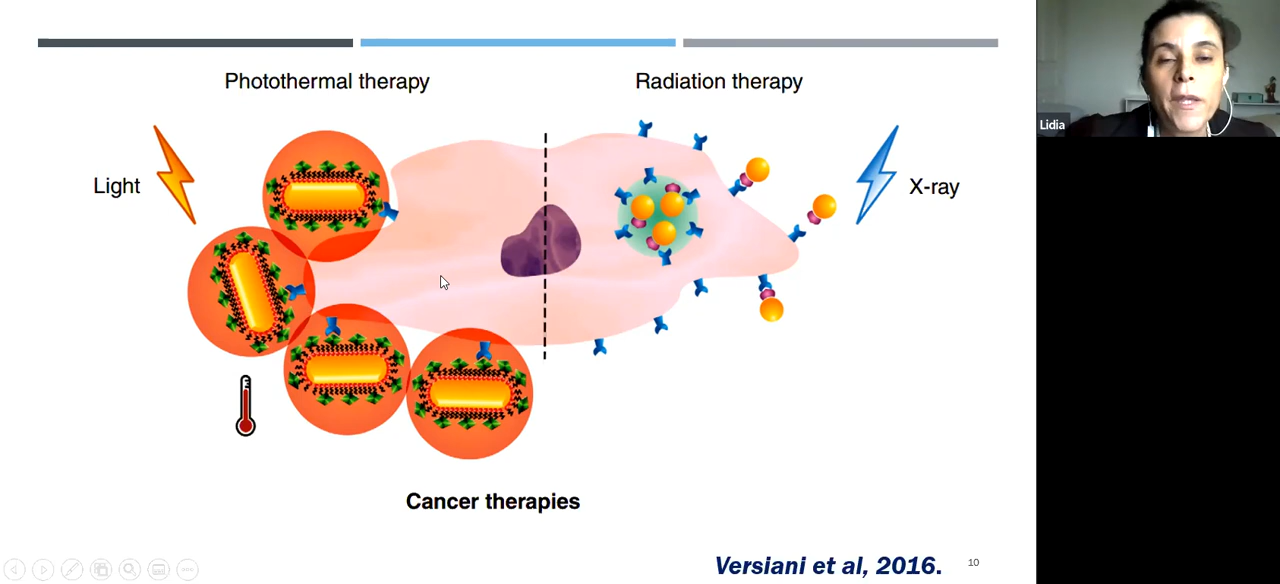 Photothermal therapy
Radiation therapy
Light
X-ray
Lidia
Cancer therapies
Versiani et al, 2016.
10